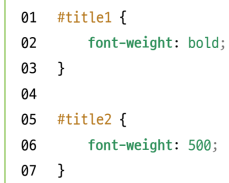 01 #title1 {
02     font-weight: bold;
03 }
04
05 #title2 {
06     font-weight: 500;
07 }